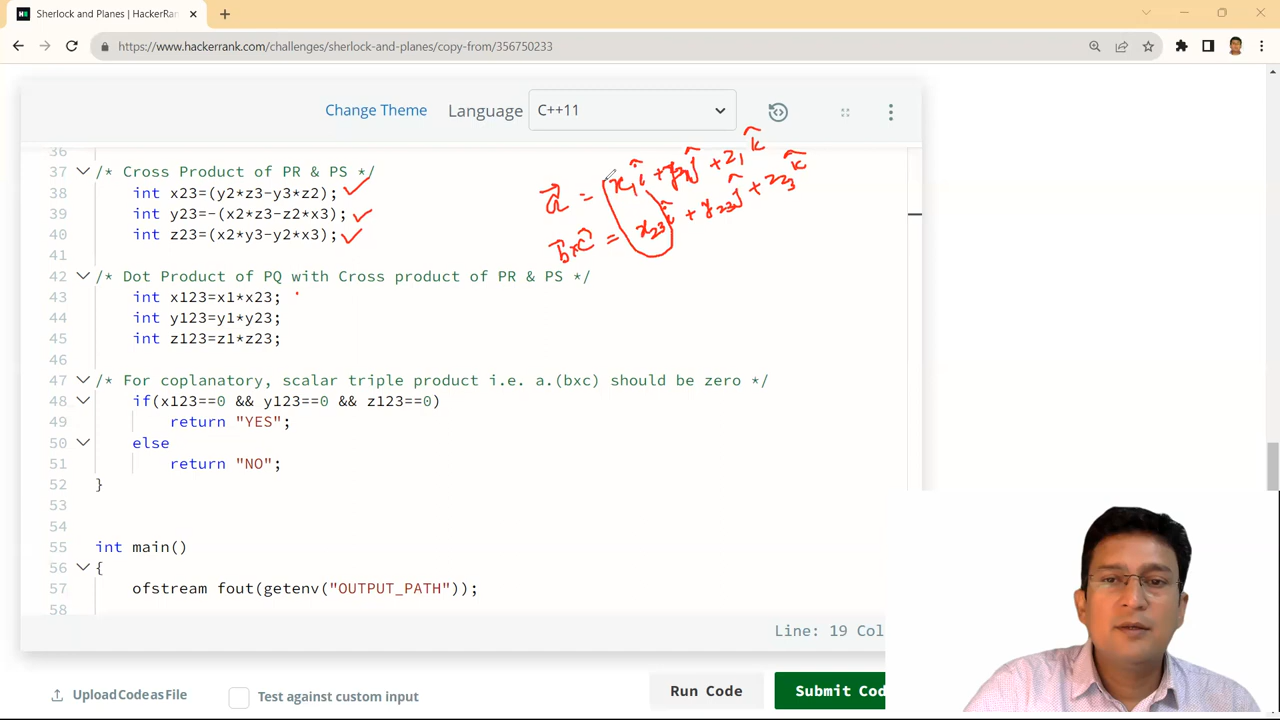 Sherlock and Planes | HackerRan
https://www.hackerrank.com/challenges/sherlock-and-planes/copy-from/356750233
Change Theme Language C++11
36
37 /* Cross Product of PR & PS */
38 int x23=(y2*z3-y3*z2);
39 int y23=-(x2*z3-z2*x3);
40 int z23=(x2*y3-y2*x3);
41
42 /* Dot Product of PQ with Cross product of PR & PS */
43 int x123=x1*x23;
44 int y123=y1*y23;
45 int z123=z1*z23;
46
47 /* For coplanatory, scalar triple product i.e. a.(bxc) should be zero */
48 if(x123==0 && y123==0 && z123==0)
49 return "YES";
50 else
51 return "NO";
52 }
53
54
55 int main()
56 {
57 ofstream fout(getenv("OUTPUT_PATH"));
58
Line: 19 Col
Upload Code as File Test against custom input Run Code Submit Cod